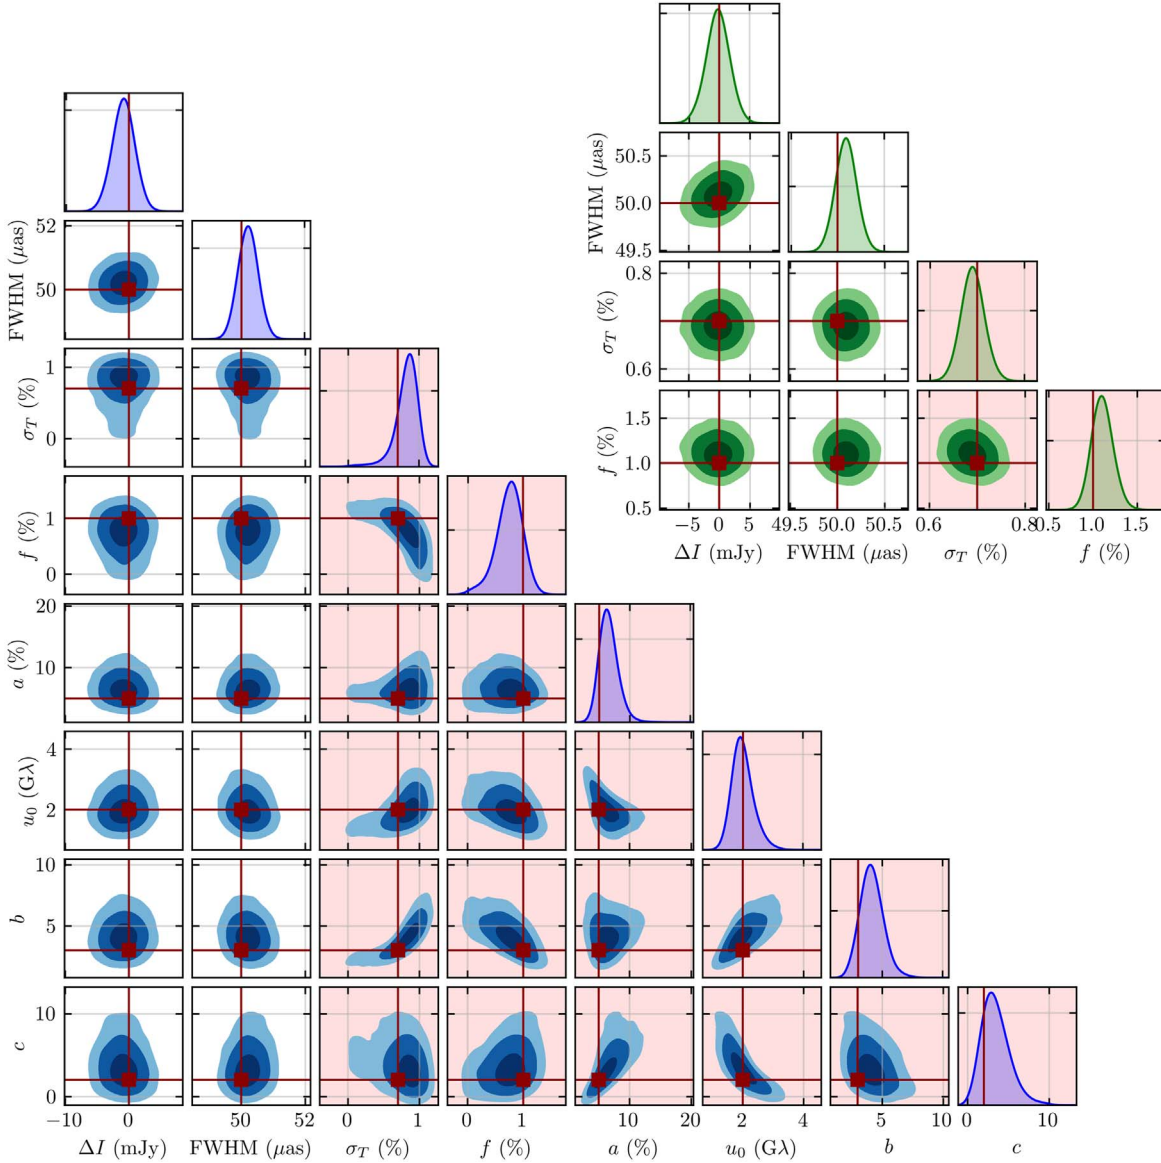 FWHM (μas)
50.5
50.0
49.5
σ_T (%)
0.8
0.6
f (%)
1.5
1.0
0.5
−5 0 5
49.5 50.0 50.5
0.6 0.8
0.5 1.0 1.5
ΔI (mJy)
FWHM (μas)
σ_T (%)
f (%)
FWHM (μas)
52
50
σ_T (%)
1
0
f (%)
1
0
a (%)
20
10
u_0 (Gλ)
4
2
b
10
5
c
10
0
−10 0
50 52
0 1
0 1
0 10 20
2 4
5 10
0 10
ΔI (mJy)
FWHM (μas)
σ_T (%)
f (%)
a (%)
u_0 (Gλ)
b
c